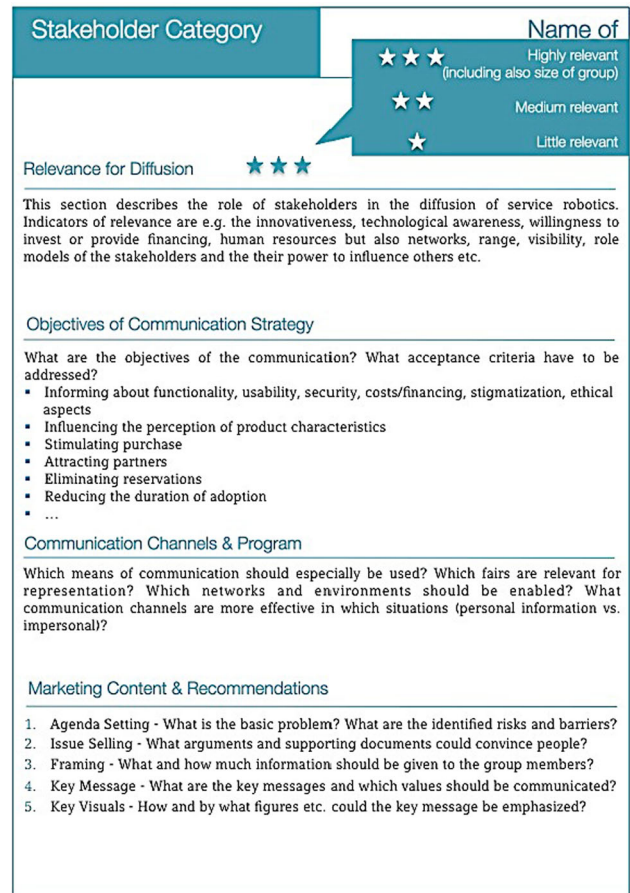 Stakeholder Category
Name of
Highly relevant
(including also size of group)
Medium relevant
Little relevant
Relevance for Diffusion
This section describes the role of stakeholders in the diffusion of service robotics.
Indicators of relevance are e.g. the innovativeness, technological awareness, willingness to
invest or provide financing, human resources but also networks, range, visibility, role
models of the stakeholders and the their power to influence others etc.
Objectives of Communication Strategy
What are the objectives of the communication? What acceptance criteria have to be
addressed?
▪ Informing about functionality, usability, security, costs/financing, stigmatization, ethical
aspects
▪ Influencing the perception of product characteristics
▪ Stimulating purchase
▪ Attracting partners
▪ Eliminating reservations
▪ Reducing the duration of adoption
▪ ...
Communication Channels & Program
Which means of communication should especially be used? Which fairs are relevant for
representation? Which networks and environments should be enabled? What
communication channels are more effective in which situations (personal information vs.
impersonal)?
Marketing Content & Recommendations
1. Agenda Setting - What is the basic problem? What are the identified risks and barriers?
2. Issue Selling - What arguments and supporting documents could convince people?
3. Framing - What and how much information should be given to the group members?
4. Key Message - What are the key messages and which values should be communicated?
5. Key Visuals - How and by what figures etc. could the key message be emphasized?